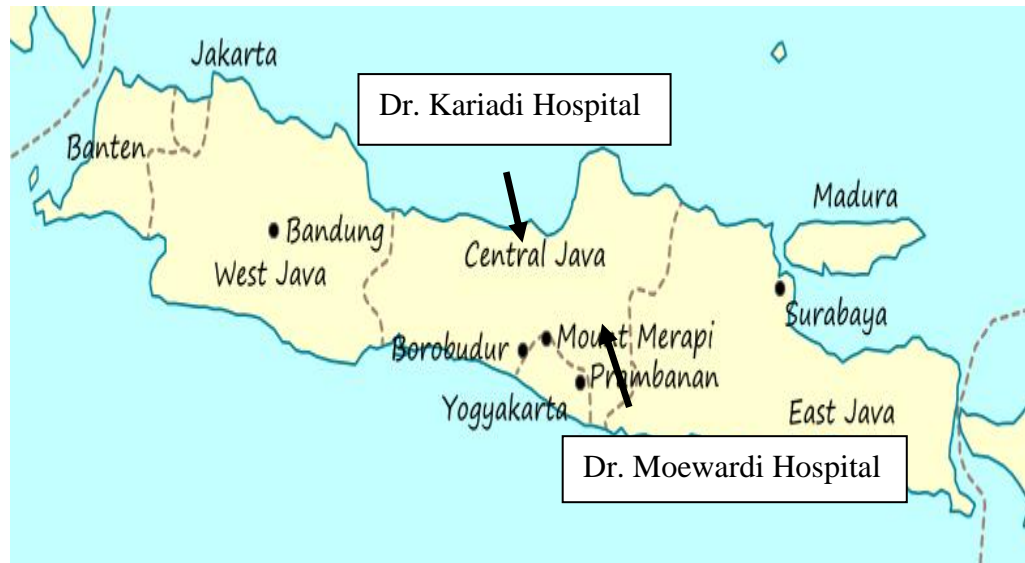 Jakarta
Dr. Kariadi Hospital
Banten
Madura
Bandung
Central Java
West Java
Surabaya
Borobudur
Mount Merapi
Prambanan
Yogyakarta
East Java
Dr. Moewardi Hospital